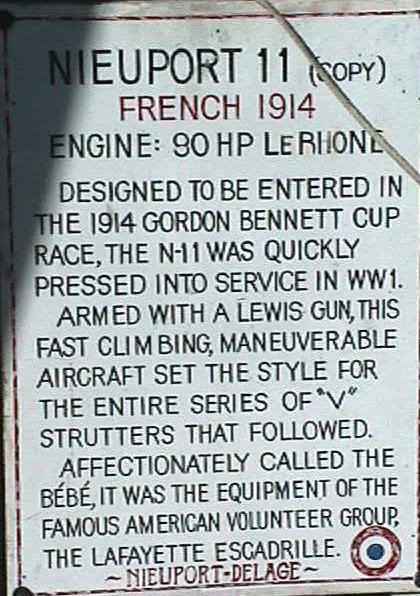 NIEUPORT 11 (COPY)
FRENCH 1914
ENGINE: 90 HP LERHONE
DESIGNED TO BE ENTERED IN
THE 1914 GORDON BENNETT CUP
RACE, THE N-11 WAS QUICKLY
PRESSED INTO SERVICE IN WW1.
ARMED WITH A LEWIS GUN, THIS
FAST CLIMBING, MANEUVERABLE
AIRCRAFT SET THE STYLE FOR
THE ENTIRE SERIES OF "V"
STRUTTERS THAT FOLLOWED.
AFFECTIONATELY CALLED THE
BÉBÉ, IT WAS THE EQUIPMENT OF THE
FAMOUS AMERICAN VOLUNTEER GROUP,
THE LAFAYETTE ESCADRILLE.
~NIEUPORT-DELAGE~